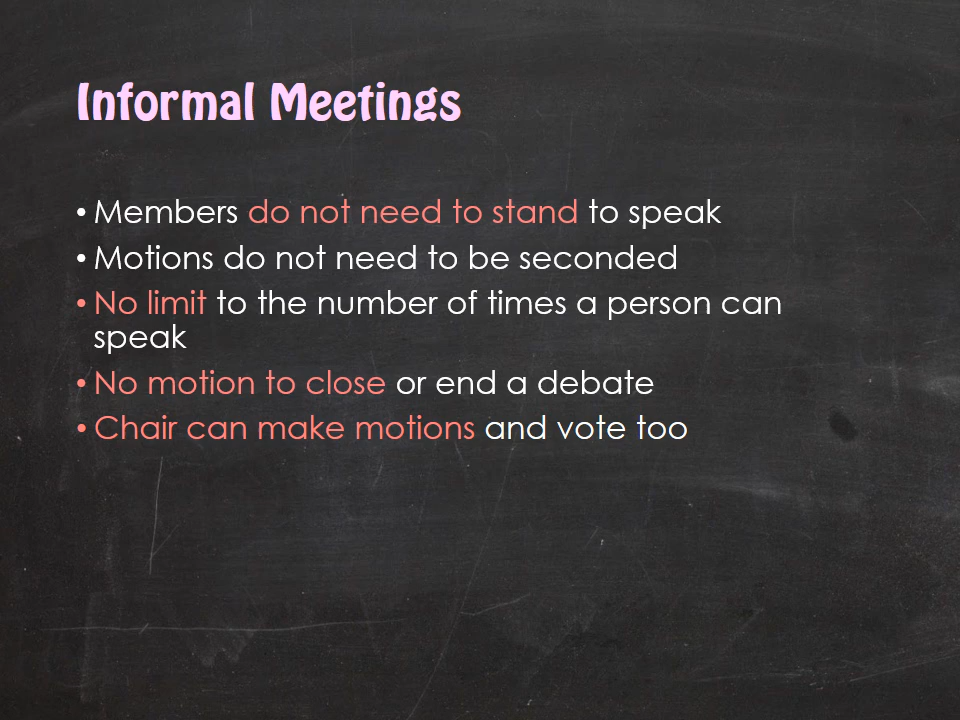 Informal Meetings
• Members do not need to stand to speak
• Motions do not need to be seconded
• No limit to the number of times a person can
speak
• No motion to close or end a debate
• Chair can make motions and vote too